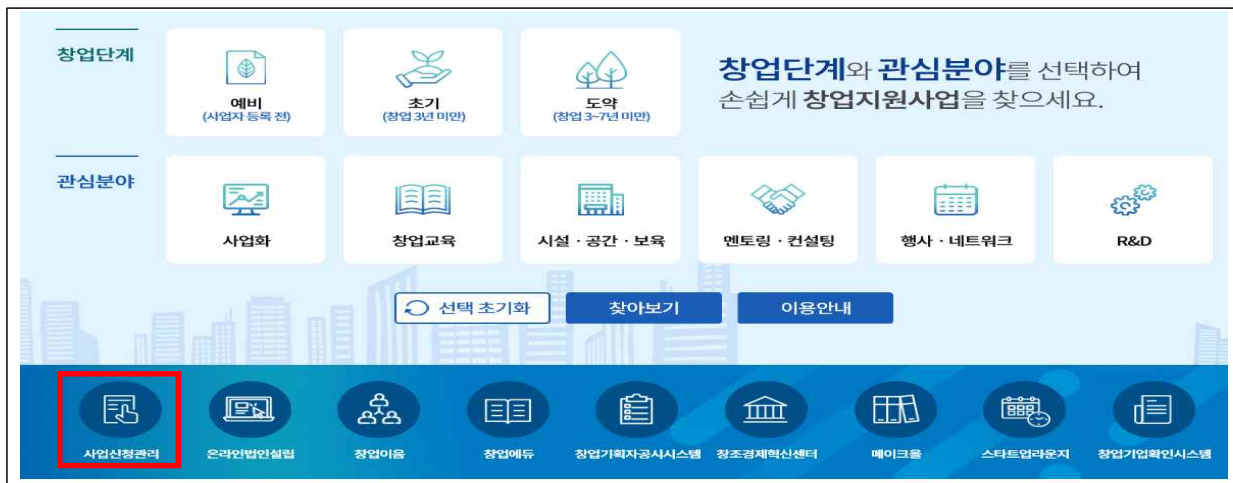 창업단계
예비
(사업자 등록 전)
초기
(창업 3년 미만)
도약
(창업 3~7년 미만)
창업단계와 관심분야를 선택하여
손쉽게 창업지원사업을 찾으세요.
관심분야
사업화
창업교육
시설 · 공간 · 보육
멘토링 · 컨설팅
행사 · 네트워크
R&D
선택 초기화
찾아보기
이용안내
사업신청관리
온라인법인설립
창업이음
창업에듀
창업기획자공시시스템
창조경제혁신센터
메이크올
스타트업라운지
창업기업확인시스템